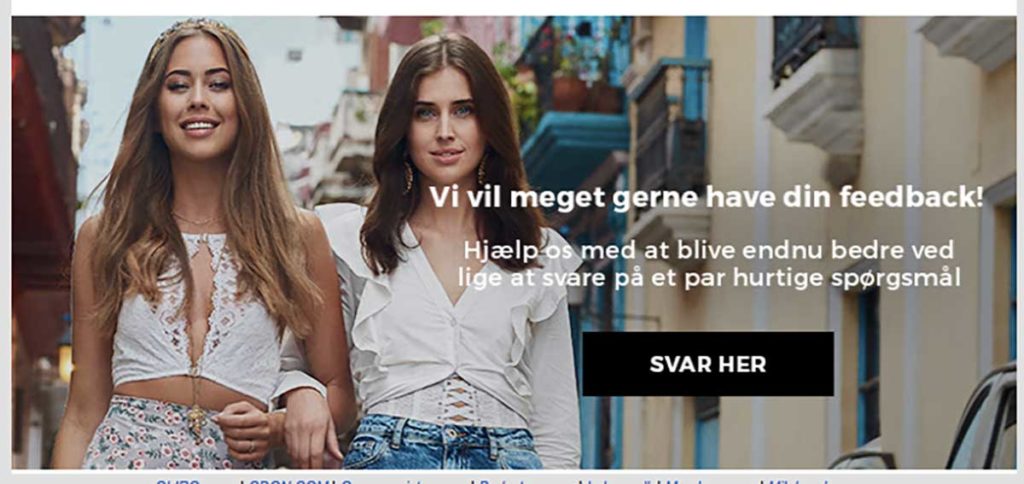 Vi vil meget gerne have din feedback!
Hjælp os med at blive endnu bedre ved
lige at svare på et par hurtige spørgsmål
SVAR HER